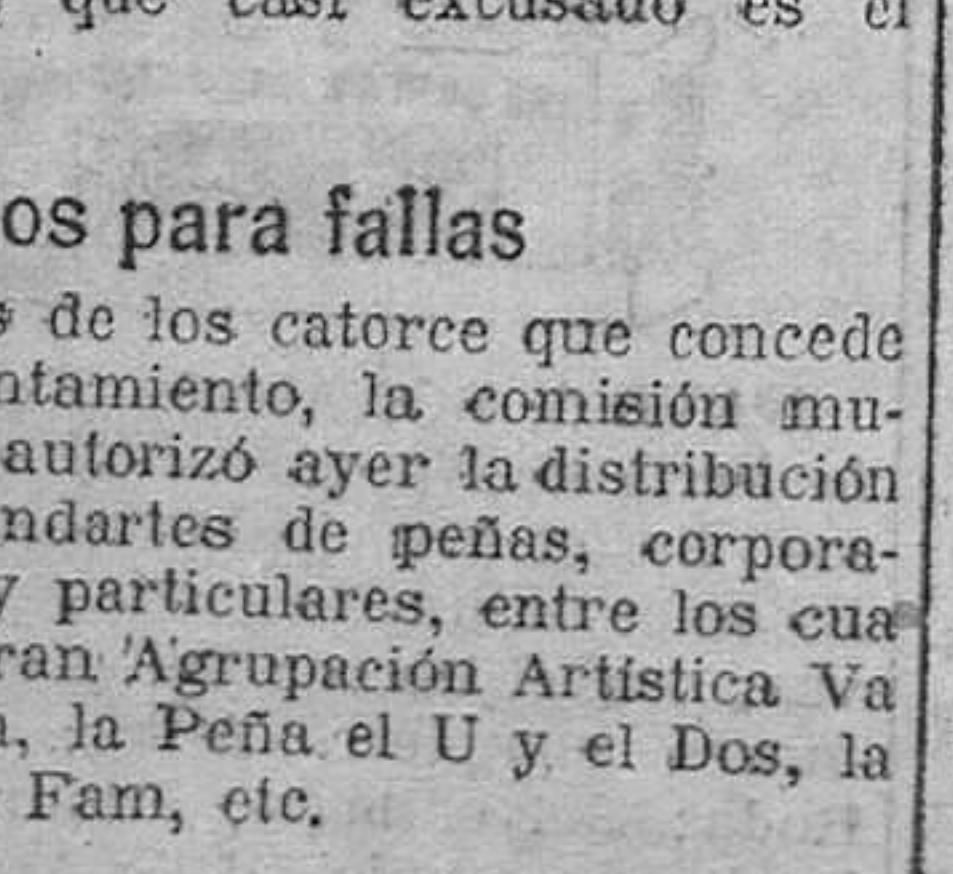 que casi excusado es el
os para fallas
s de los catorce que concede
ntamiento, la comisión mu-
autorizó ayer la distribución
ndartes de peñas, corpora-
y particulares, entre los cua
ran Agrupación Artística Va
, la Peña el U y el Dos, la
Fam, etc.